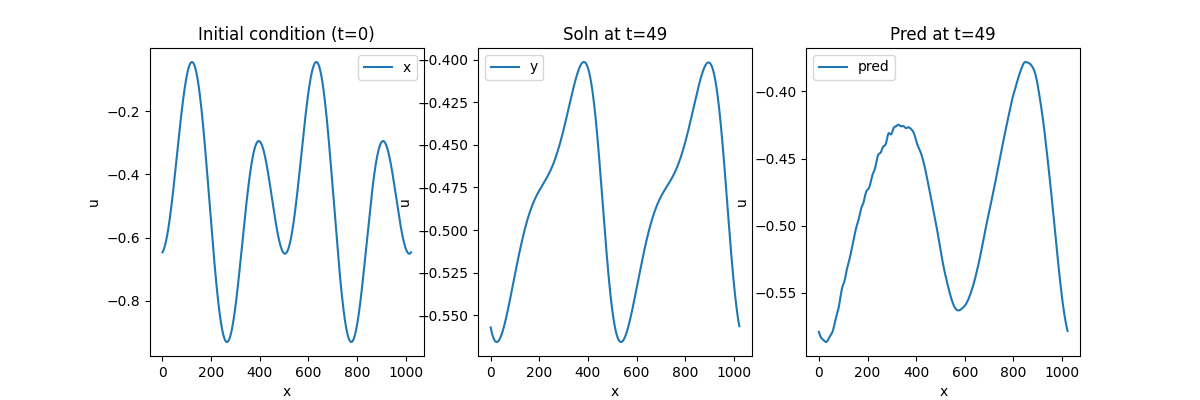 Initial condition (t=0)
x
u
−0.2
−0.4
−0.6
−0.8
0 200 400 600 800 1000
x
Soln at t=49
y
u
−0.400
−0.425
−0.450
−0.475
−0.500
−0.525
−0.550
0 200 400 600 800 1000
x
Pred at t=49
pred
u
−0.40
−0.45
−0.50
−0.55
0 200 400 600 800 1000
x